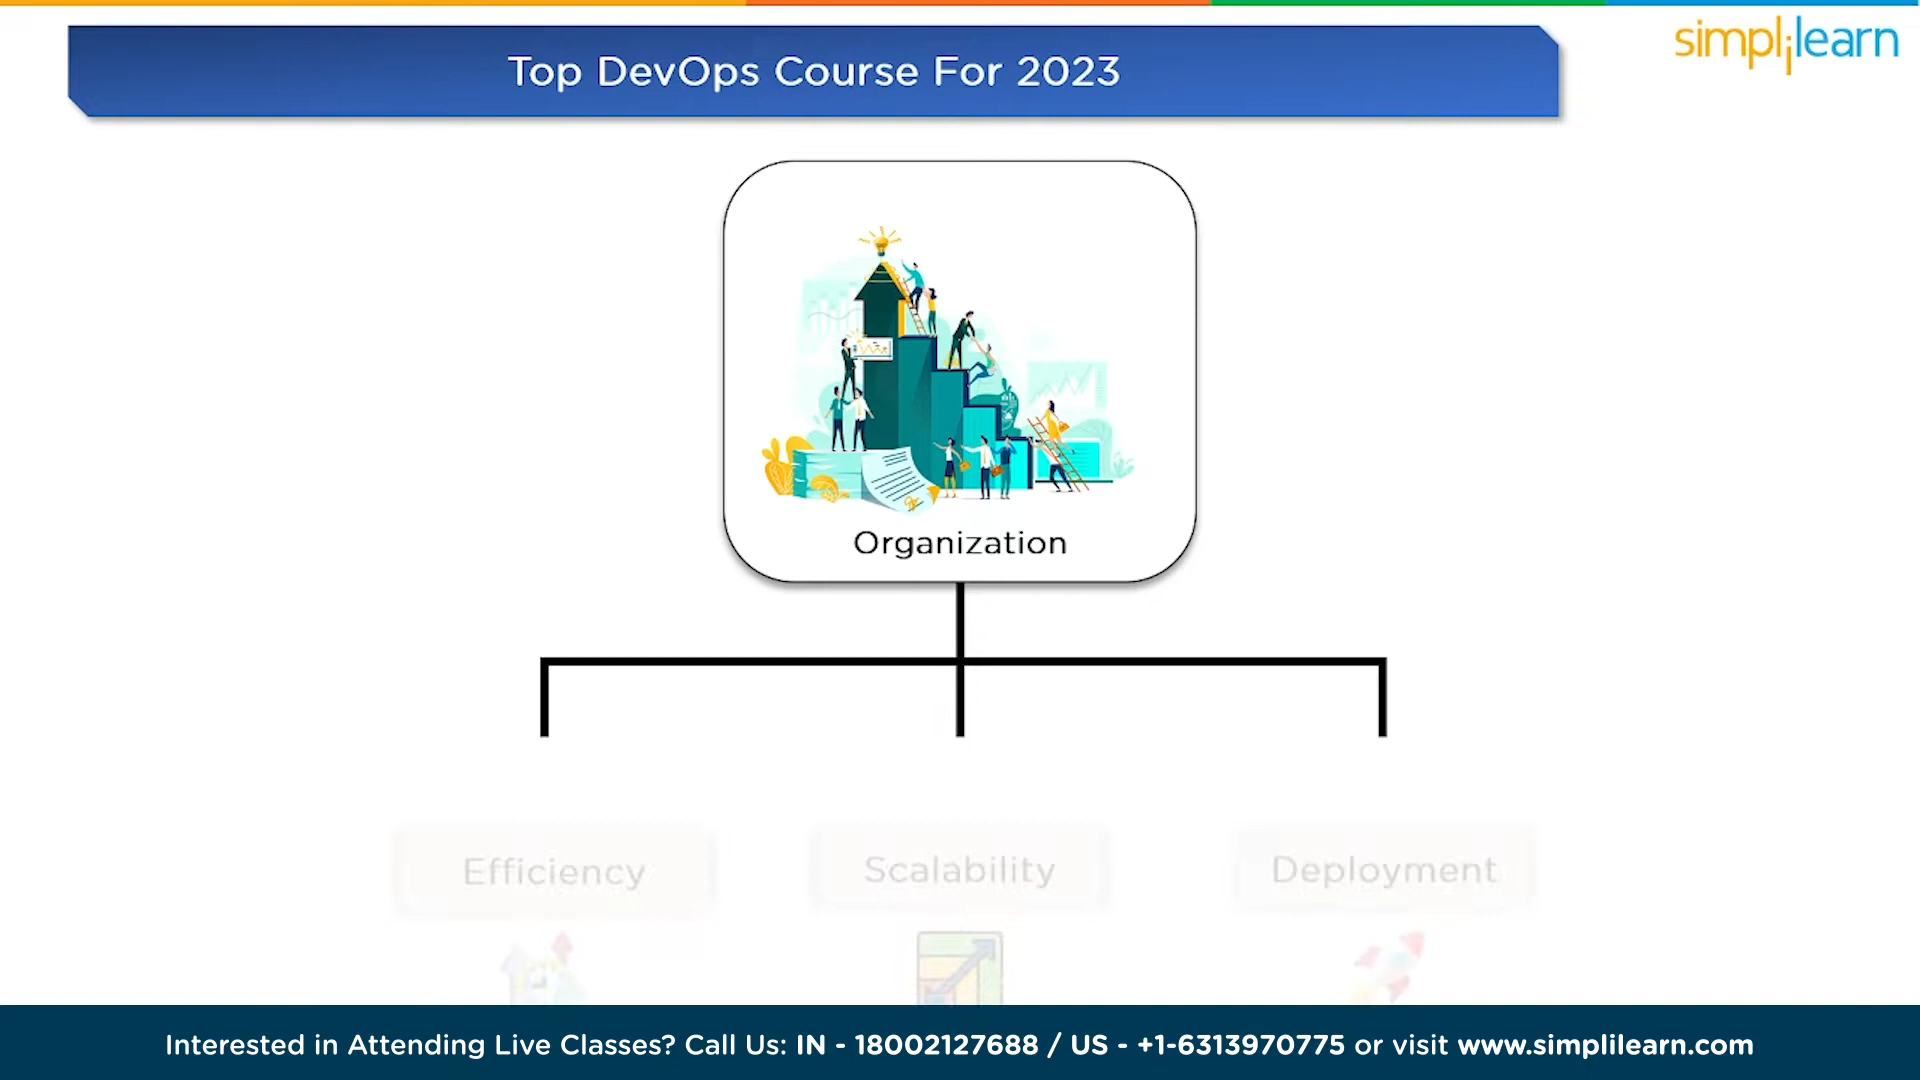 Top DevOps Course For 2023
simplilearn
Organization
Efficiency
Scalability
Deployment
Interested in Attending Live Classes? Call Us: IN - 18002127688 / US - +1-6313970775 or visit www.simplilearn.com